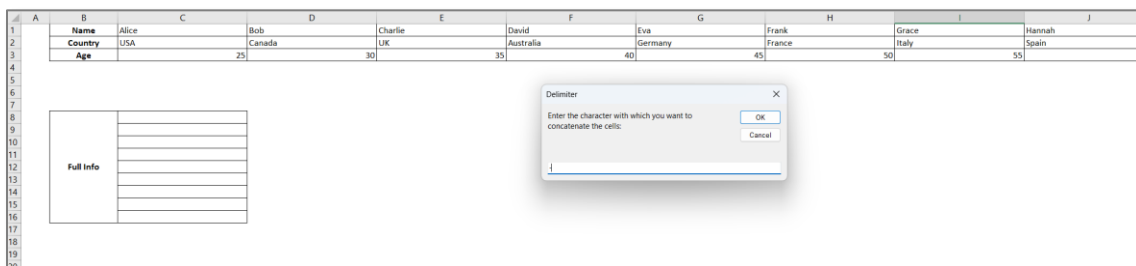 A B C D E F G H I J
1 Name Alice Bob Charlie David Eva Frank Grace Hannah
2 Country USA Canada UK Australia Germany France Italy Spain
3 Age 25 30 35 40 45 50 55
4
5
6 Delimiter
7
8 Enter the character with which you want to OK
9 concatenate the cells:
10 Cancel
11
12 Full Info -
13
14
15
16
17
18
19